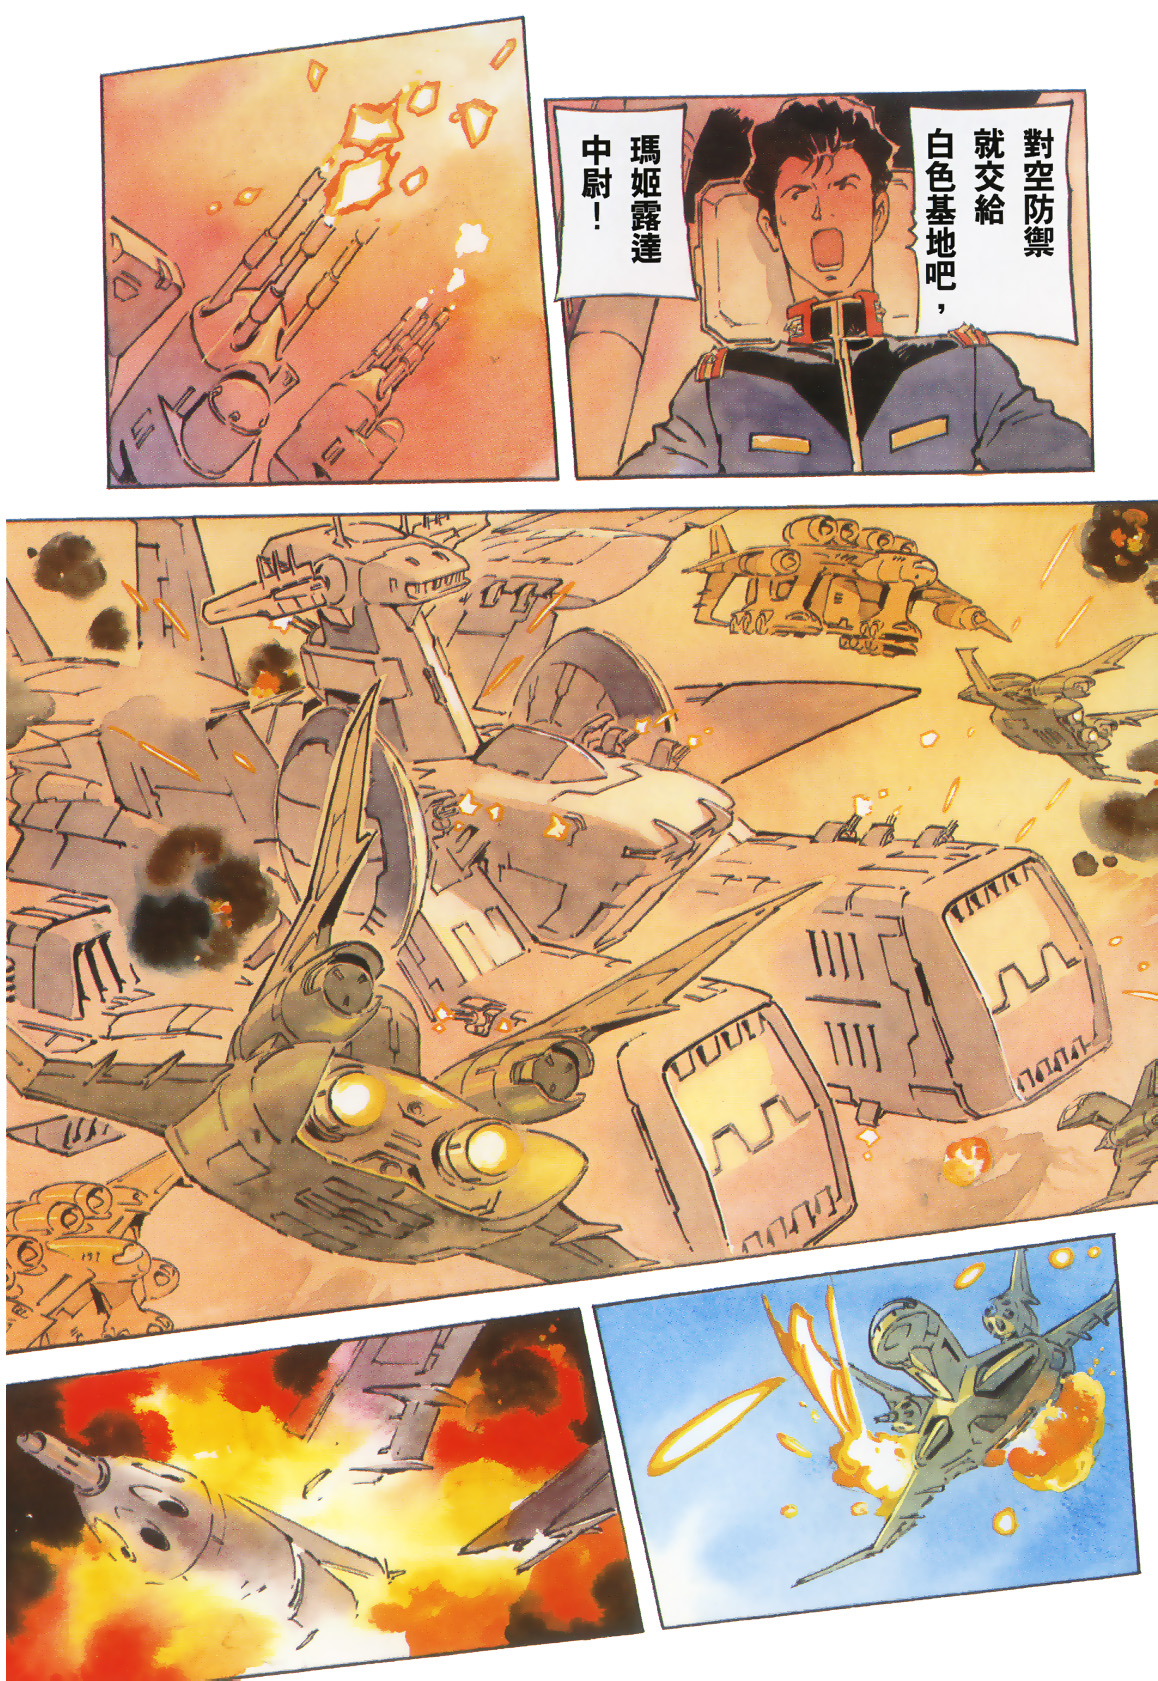 對空防禦
就交給
白色基地吧，
瑪姬露達
中尉！